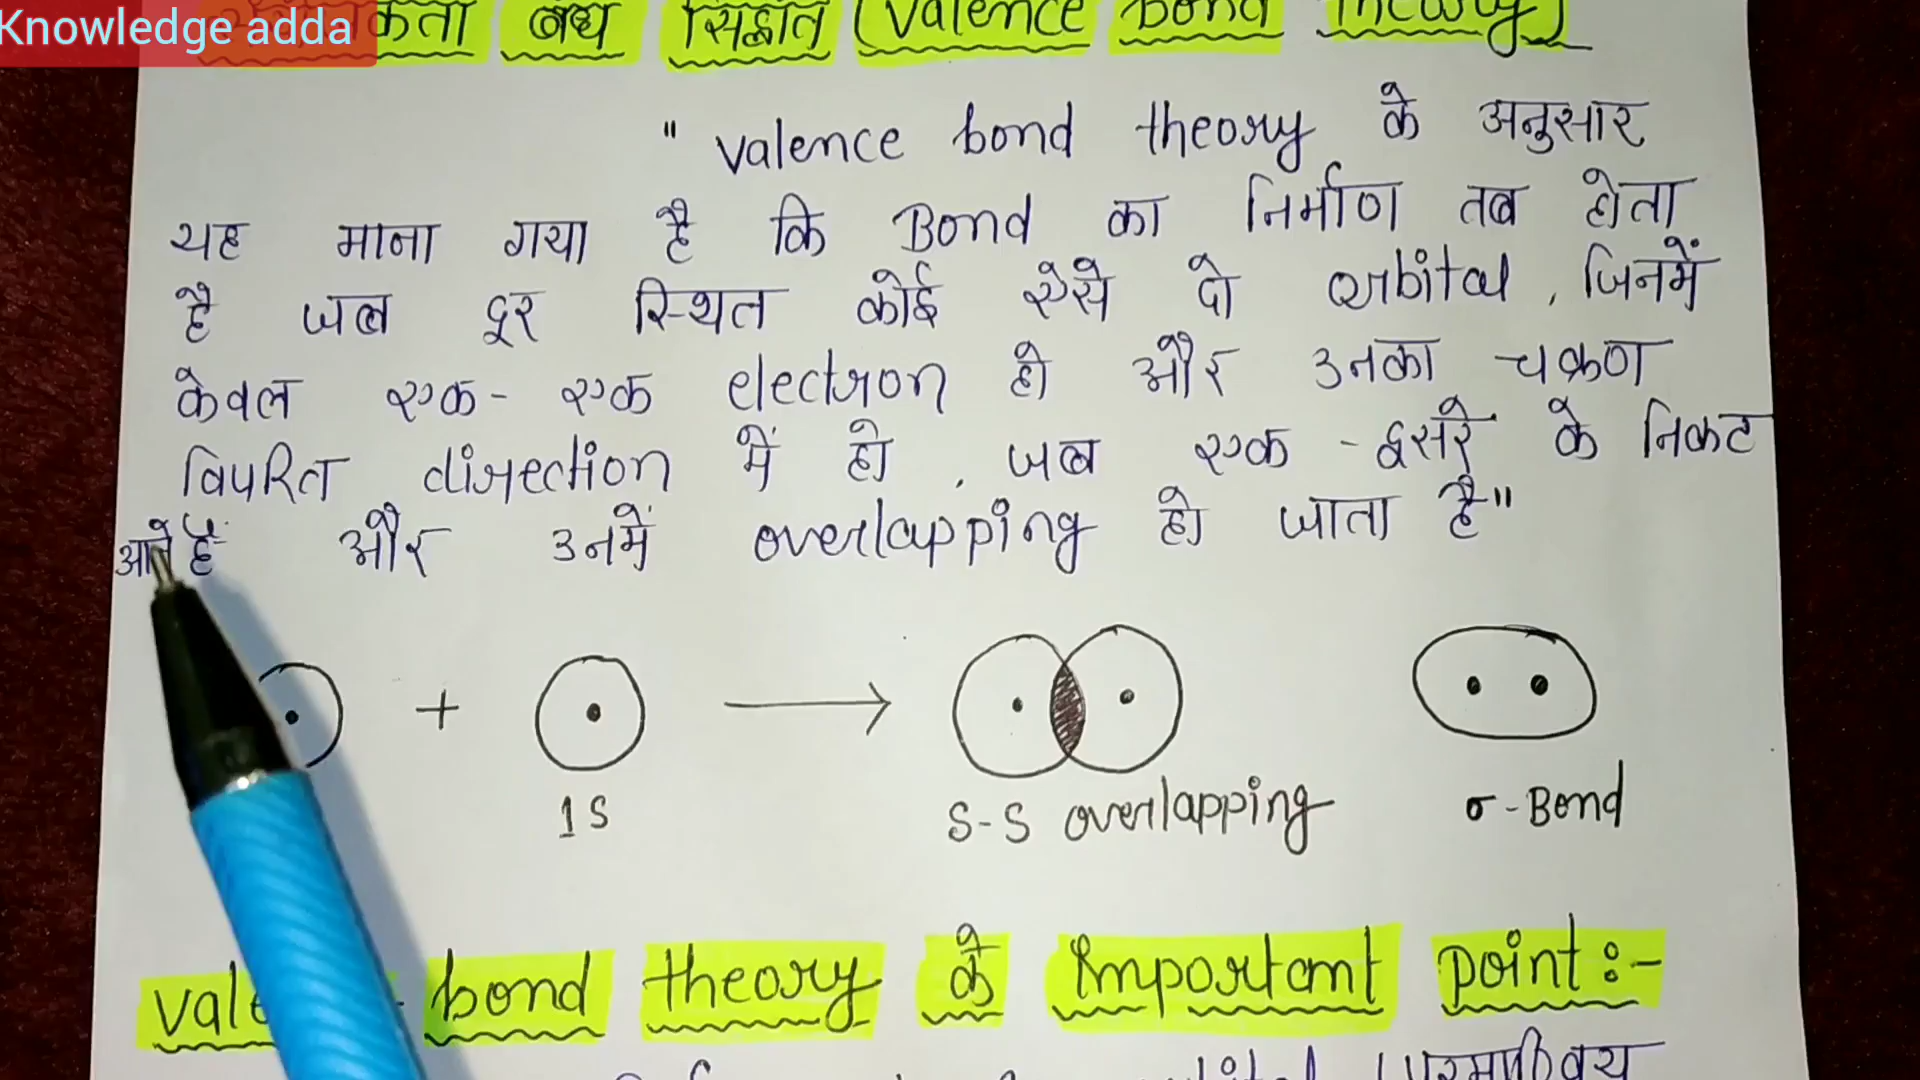 Knowledge adda
बंध सिद्धांत (Valence Bond Theory)
" valence bond theory के अनुसार
यह माना गया है कि Bond का निर्माण तब होता
है जब दूर स्थित कोई ऐसे दो orbital, जिनमें
केवल एक-एक electron हो और उनका चक्रण
विपरित direction में हो, जब एक-दूसरे के निकट
आते हैं और उनमें overlapping हो जाता है"
+
1S S-S overlapping σ-Bond
bond theory के Important point:-